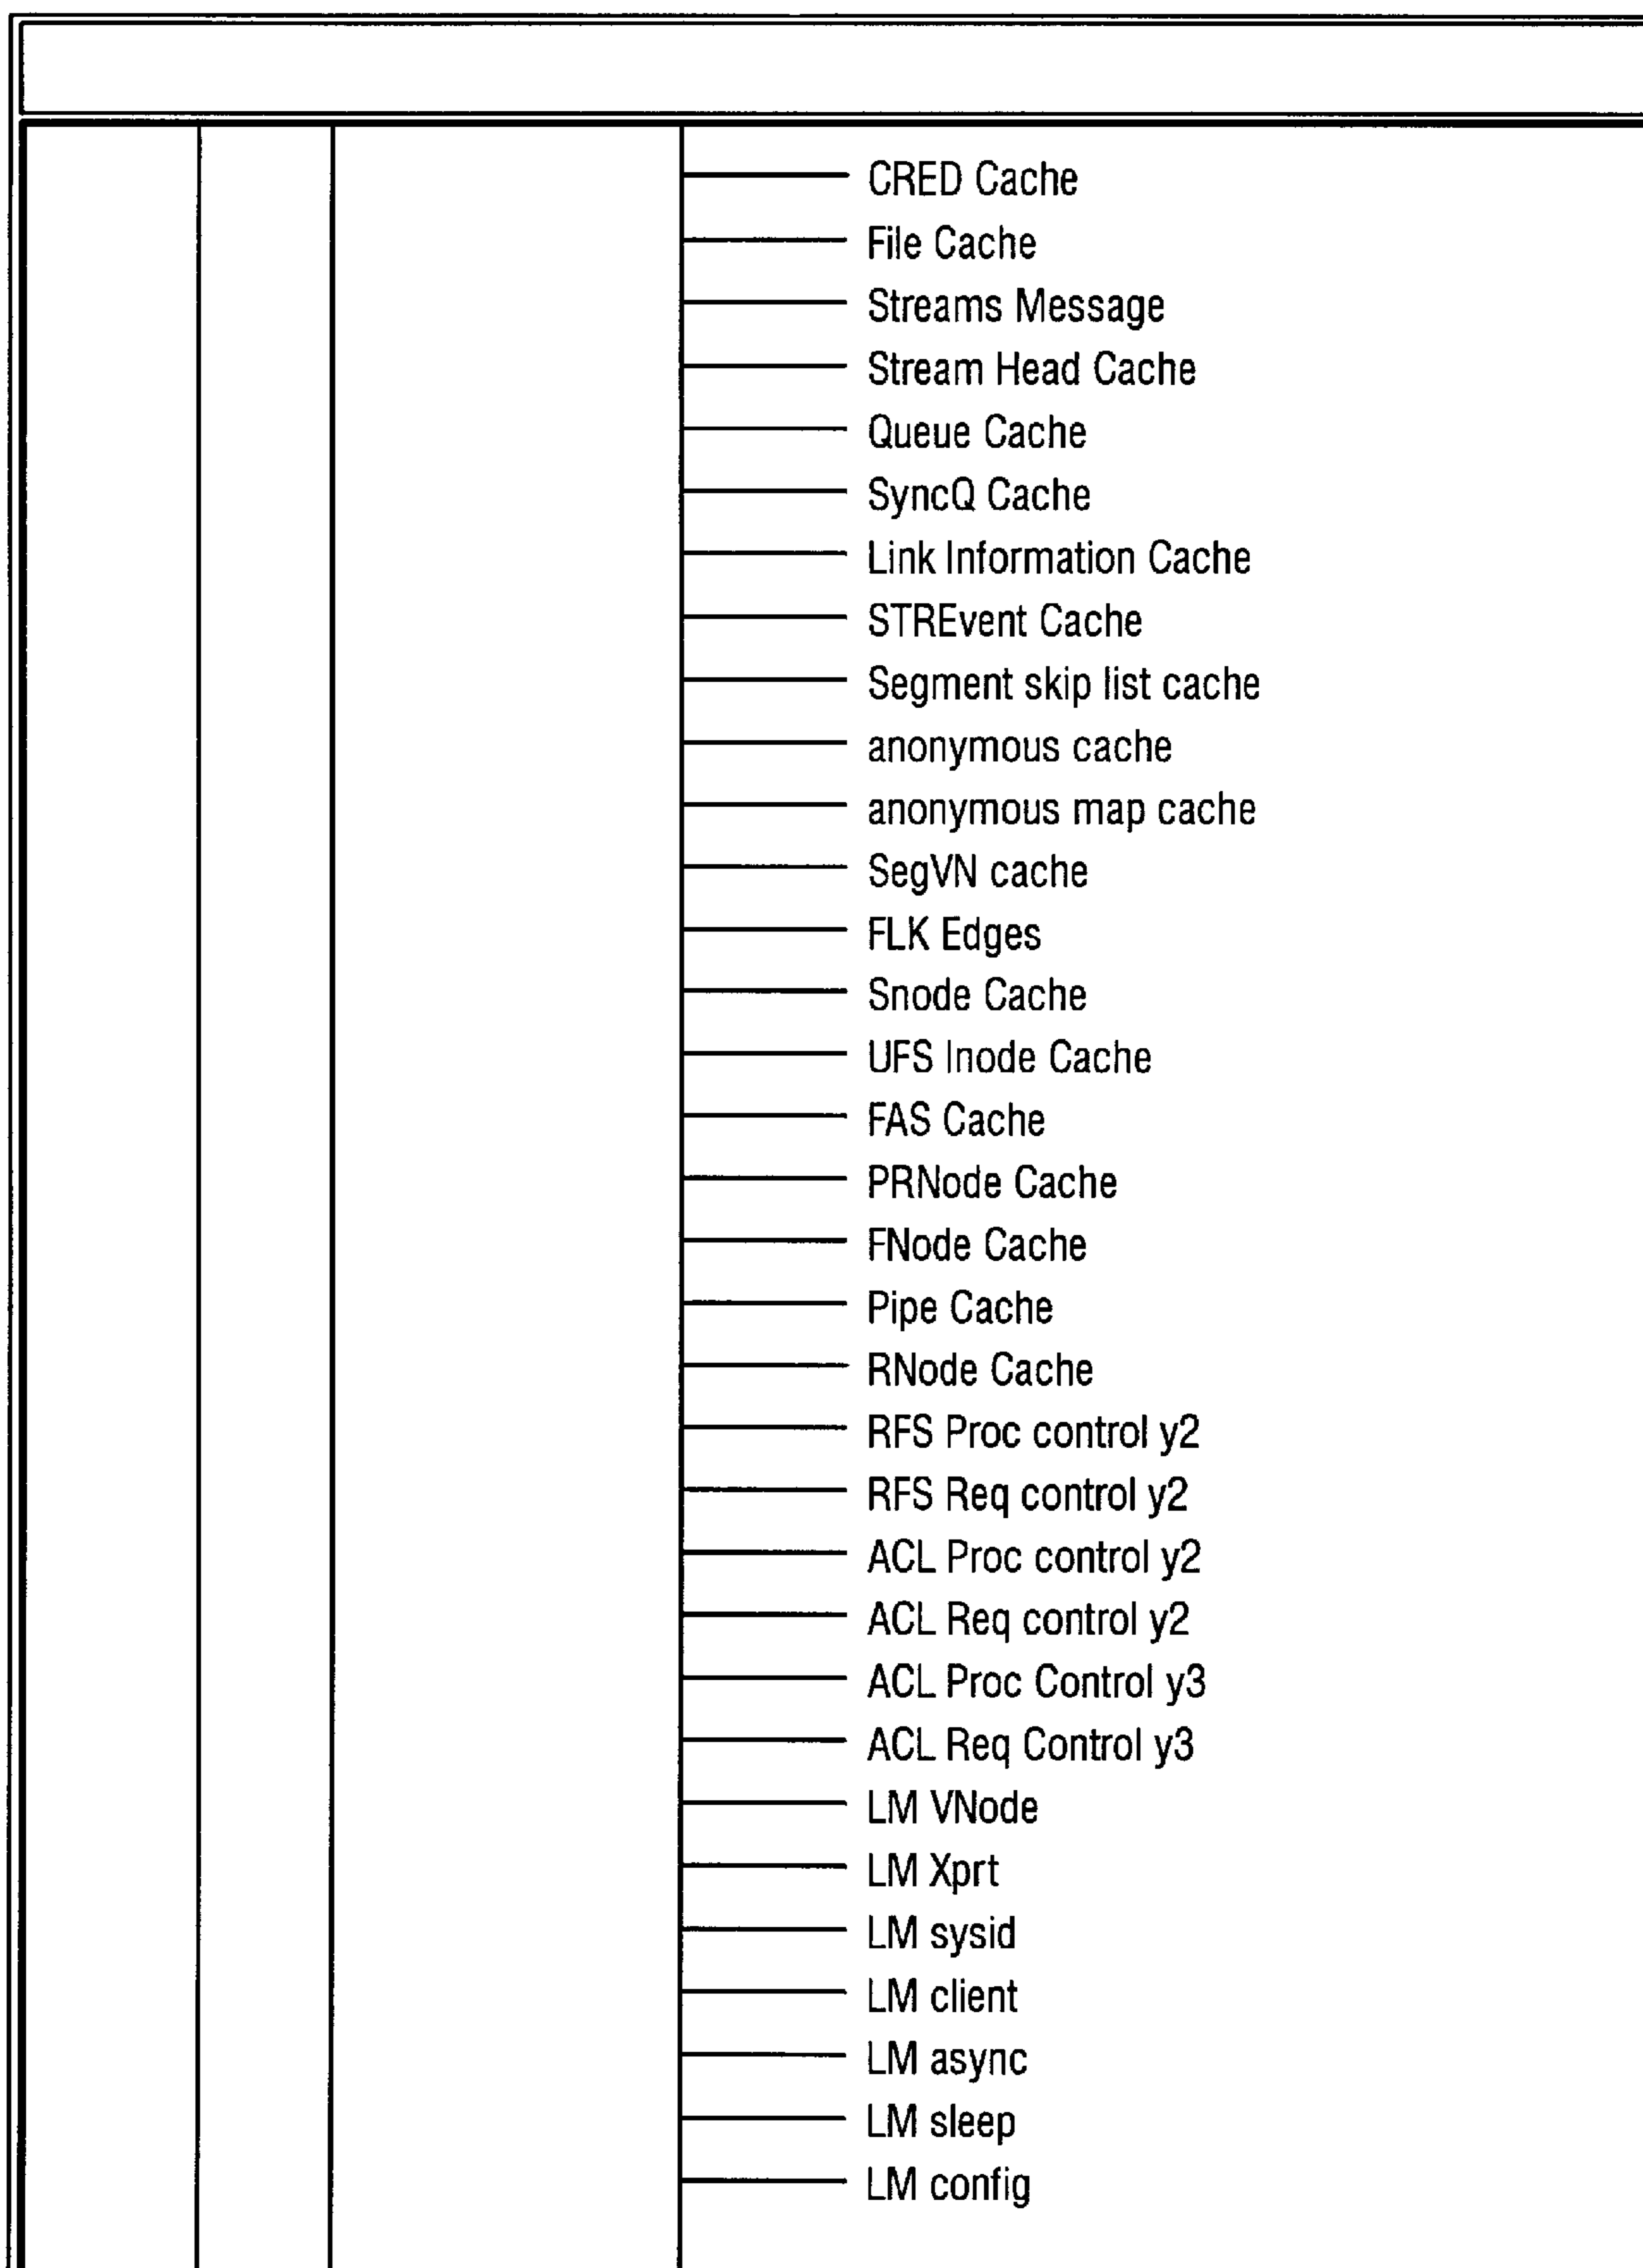 CRED Cache
File Cache
Streams Message
Stream Head Cache
Queue Cache
SyncQ Cache
Link Information Cache
STREvent Cache
Segment skip list cache
anonymous cache
anonymous map cache
SegVN cache
FLK Edges
Snode Cache
UFS Inode Cache
FAS Cache
PRNode Cache
FNode Cache
Pipe Cache
RNode Cache
RFS Proc control y2
RFS Req control y2
ACL Proc control y2
ACL Req control y2
ACL Proc Control y3
ACL Req Control y3
LM VNode
LM Xprt
LM sysid
LM client
LM async
LM sleep
LM config